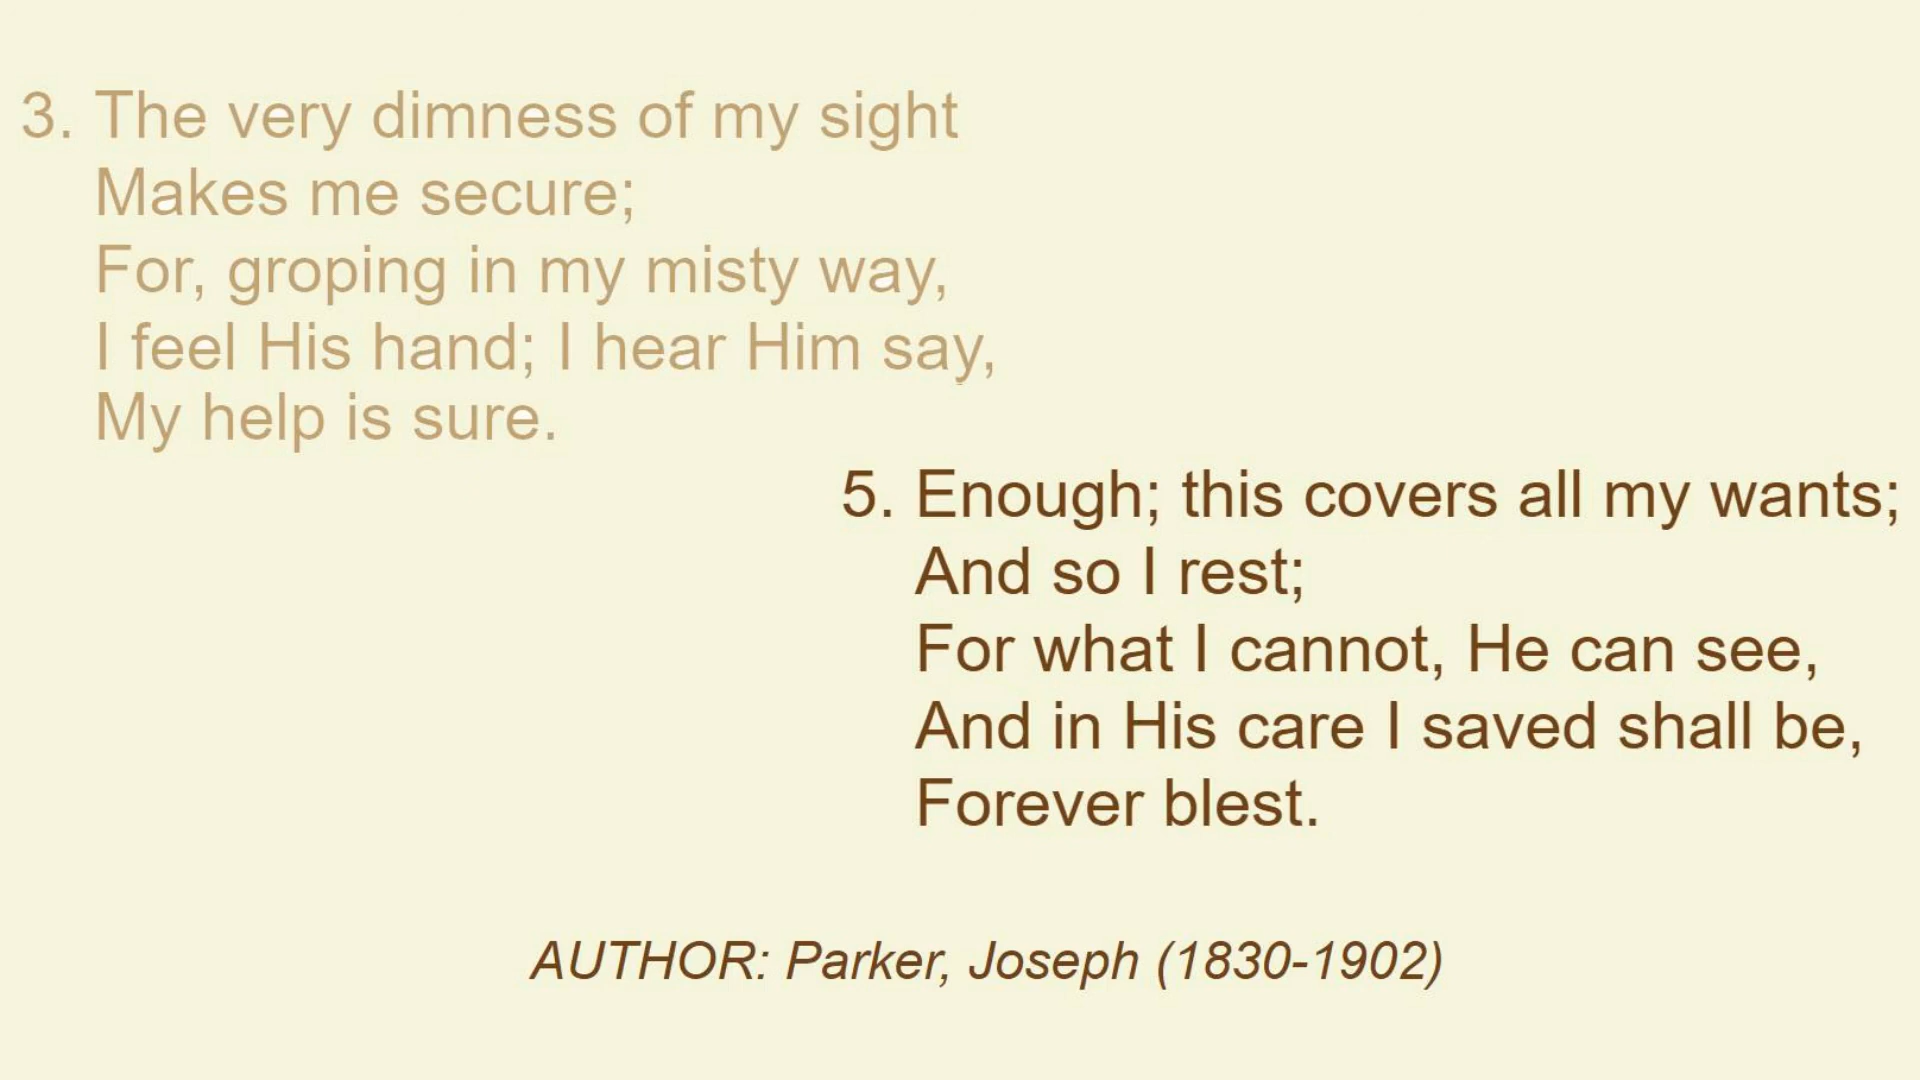 3. The very dimness of my sight
Makes me secure;
For, groping in my misty way,
I feel His hand; I hear Him say,
My help is sure.
5. Enough; this covers all my wants;
And so I rest;
For what I cannot, He can see,
And in His care I saved shall be,
Forever blest.
AUTHOR: Parker, Joseph (1830-1902)